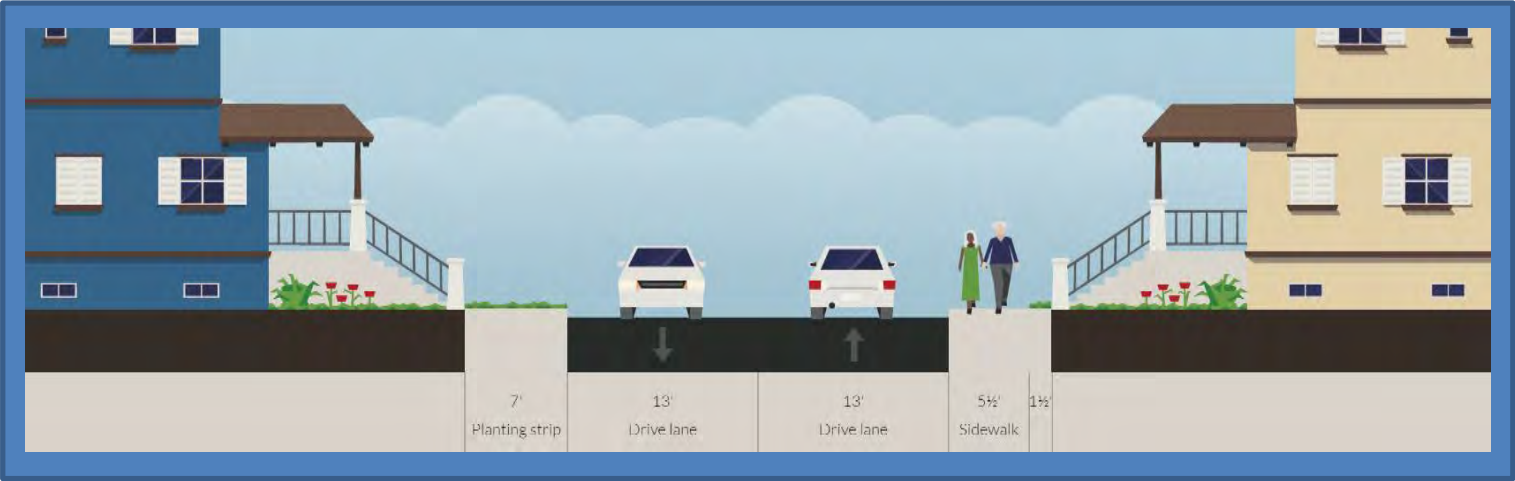 7' 13' 13' 5½' 1½'
Planting strip Drive lane Drive lane Sidewalk